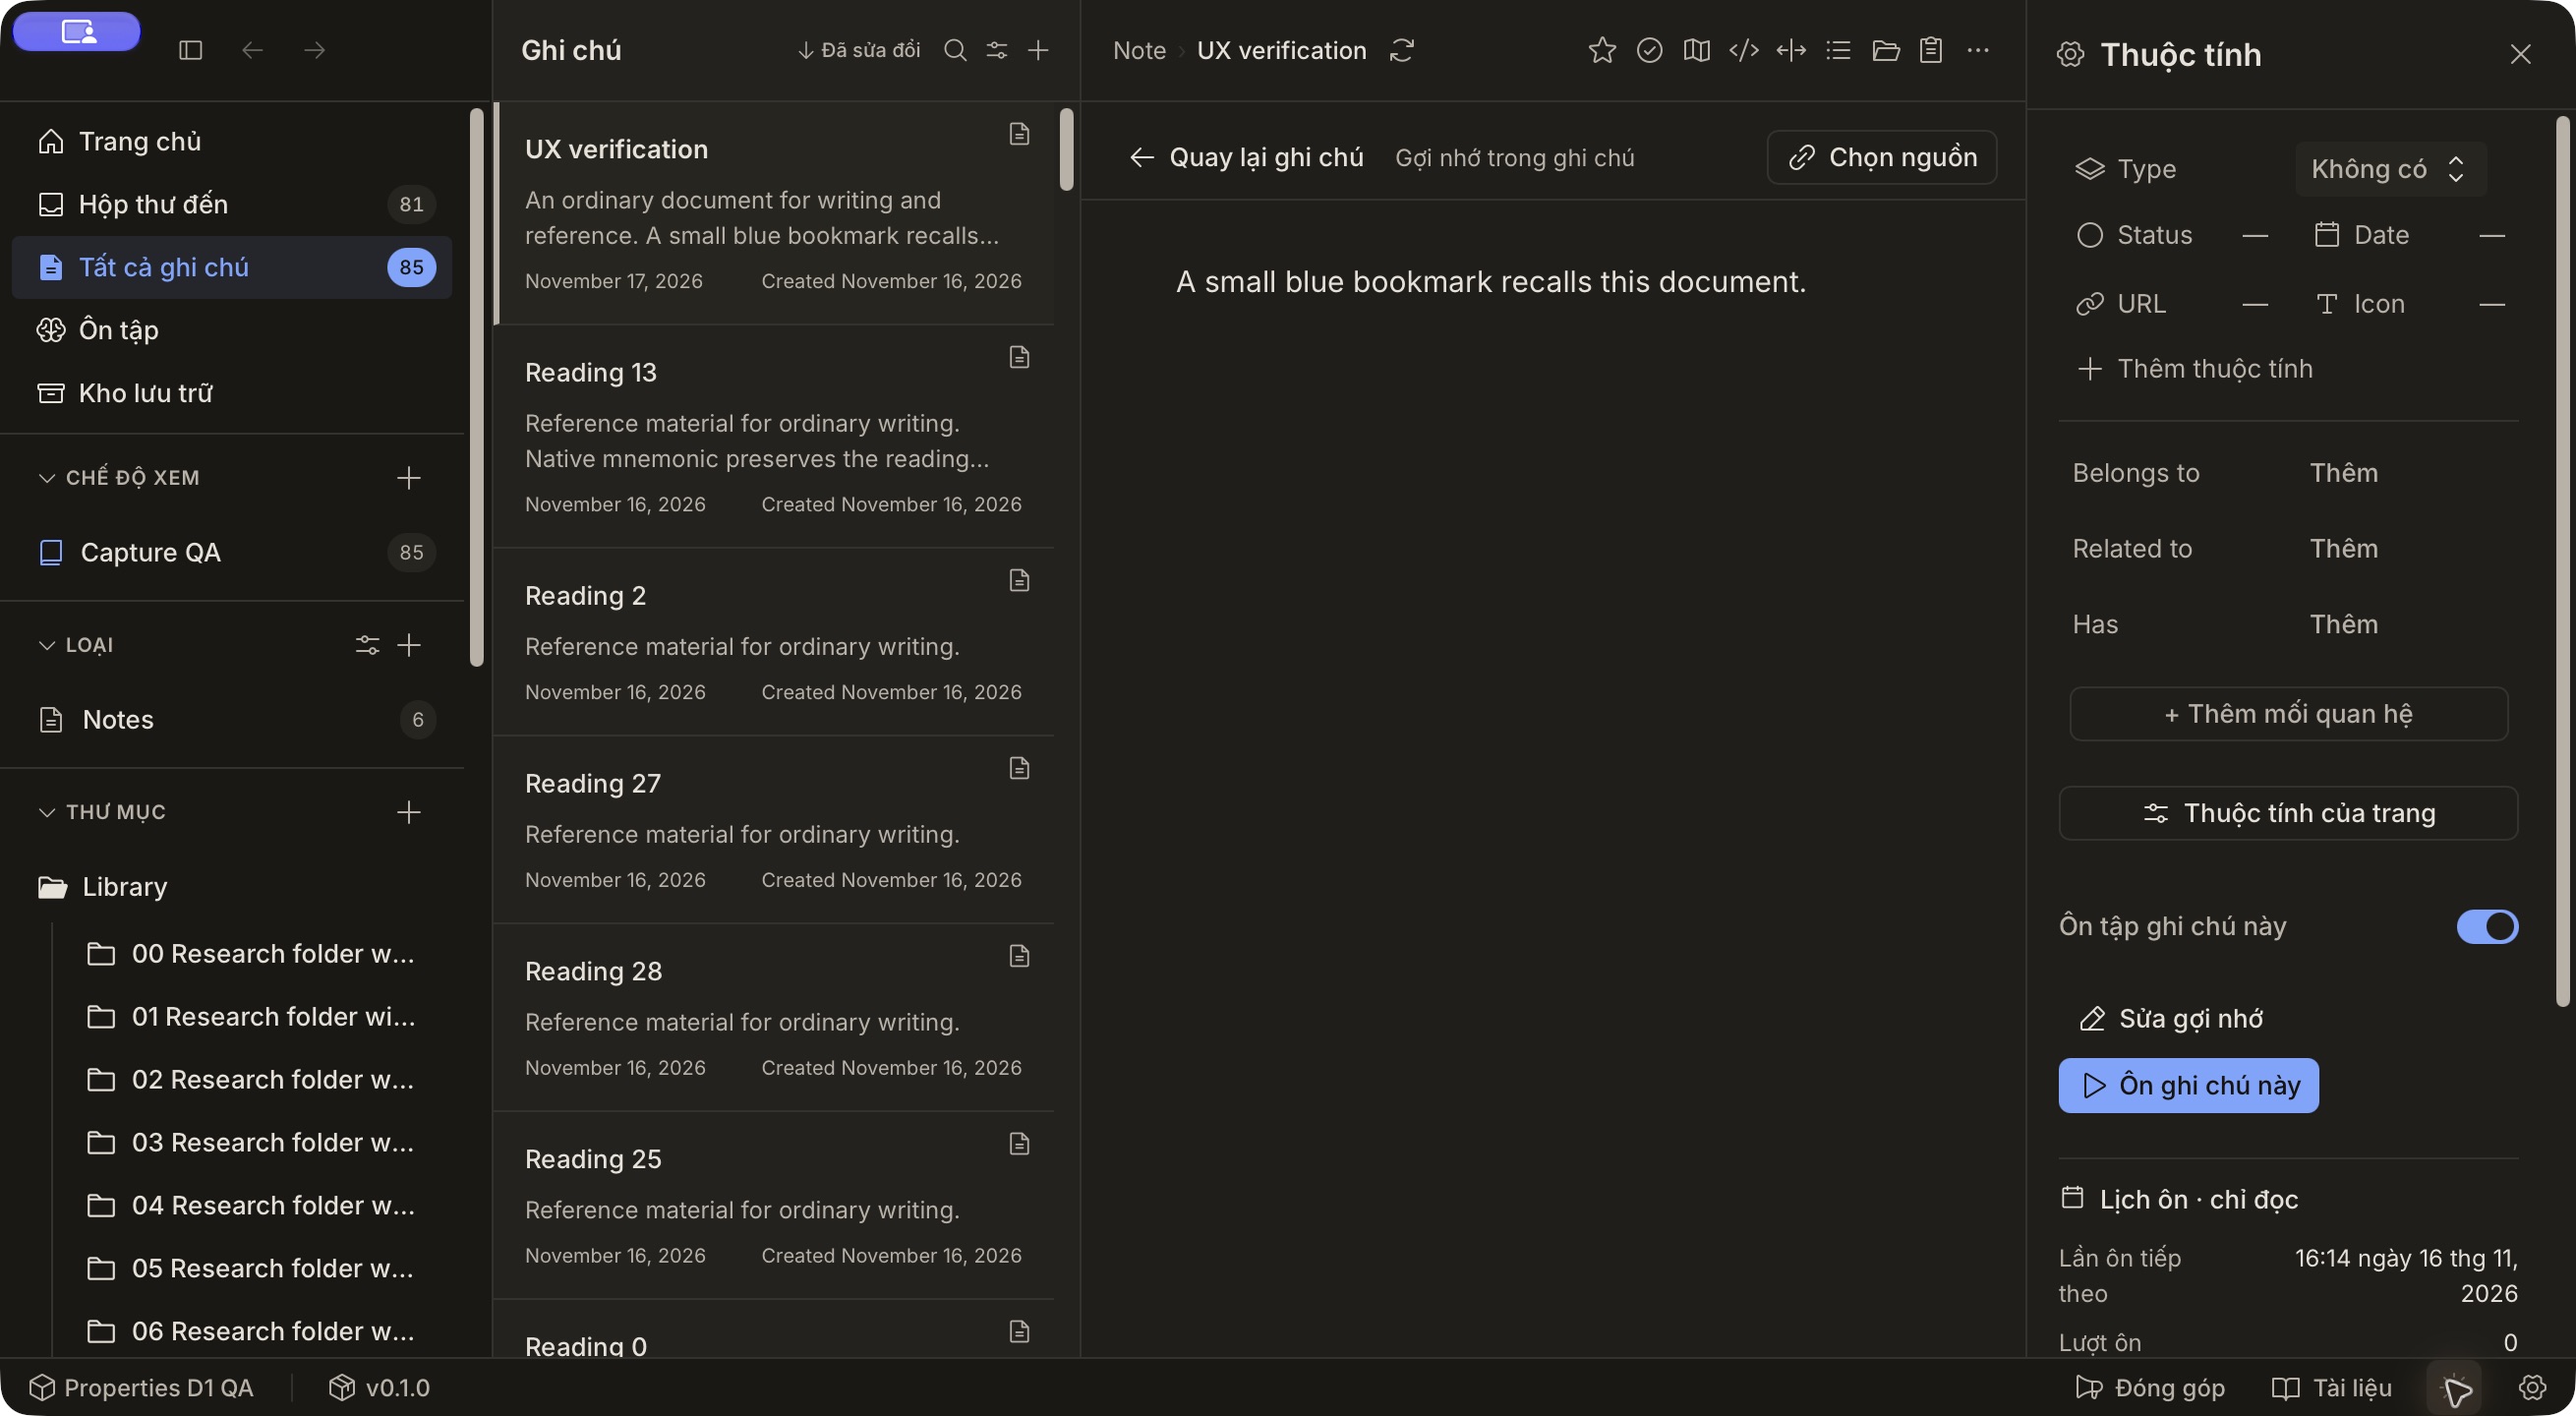 Trang chủ
Hộp thư đến
81
Tất cả ghi chú
85
Ôn tập
Kho lưu trữ
CHẾ ĐỘ XEM
Capture QA
85
LOẠI
Notes
6
THƯ MỤC
Library
00 Research folder w...
01 Research folder wi...
02 Research folder w...
03 Research folder w...
04 Research folder w...
05 Research folder w...
06 Research folder w...
Ghi chú
Đã sửa đổi
UX verification
An ordinary document for writing and
reference. A small blue bookmark recalls...
November 17, 2026
Created November 16, 2026
Reading 13
Reference material for ordinary writing.
Native mnemonic preserves the reading...
November 16, 2026
Created November 16, 2026
Reading 2
Reference material for ordinary writing.
November 16, 2026
Created November 16, 2026
Reading 27
Reference material for ordinary writing.
November 16, 2026
Created November 16, 2026
Reading 28
Reference material for ordinary writing.
November 16, 2026
Created November 16, 2026
Reading 25
Reference material for ordinary writing.
November 16, 2026
Created November 16, 2026
Reading 0
Note › UX verification
Quay lại ghi chú
Gợi nhớ trong ghi chú
Chọn nguồn
A small blue bookmark recalls this document.
Thuộc tính
Type
Không có
Status
—
Date
—
URL
—
Icon
—
Thêm thuộc tính
Belongs to
Thêm
Related to
Thêm
Has
Thêm
+ Thêm mối quan hệ
Thuộc tính của trang
Ôn tập ghi chú này
Sửa gợi nhớ
Ôn ghi chú này
Lịch ôn · chỉ đọc
Lần ôn tiếp
theo
16:14 ngày 16 thg 11,
2026
Lượt ôn
0
Properties D1 QA
v0.1.0
Đóng góp
Tài liệu